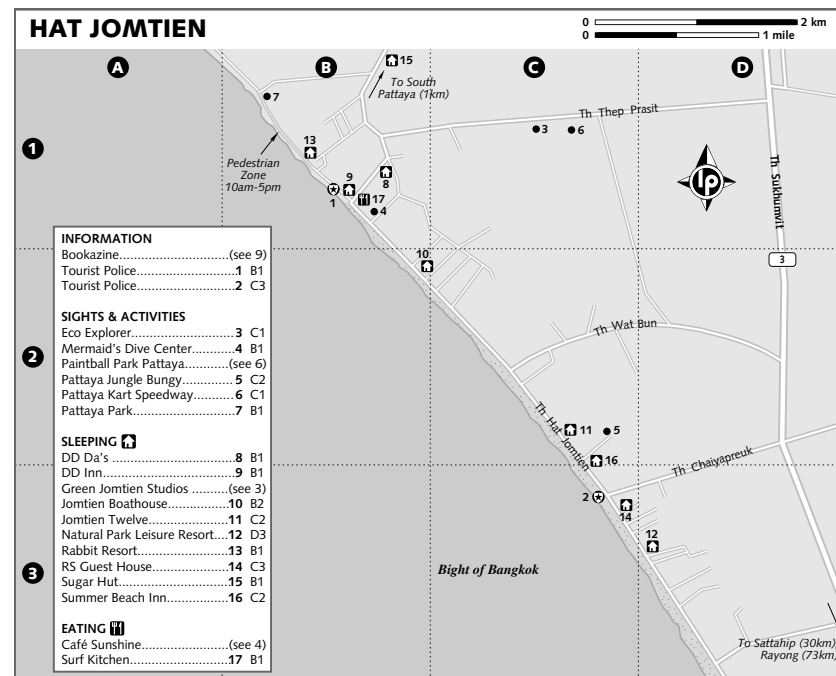 HAT JOMTIEN
0 2 km
0 1 mile
A B C D
15
To South
Pattaya (1km)
7
Th Thep Prasit
3 6
13
1
Pedestrian
Zone
10am-5pm
9
8
1
17
4
lp
Th Sukhumvit
10
3
INFORMATION
Bookazine....................(see 9)
Tourist Police....................1 B1
Tourist Police....................2 C3
SIGHTS & ACTIVITIES
Eco Explorer....................3 C1
Mermaid's Dive Center.........4 B1
Paintball Park Pattaya.........(see 6)
Pattaya Jungle Bungy.........5 C2
Pattaya Kart Speedway.......6 C1
Pattaya Park....................7 B1
SLEEPING
DD Da's ....................8 B1
DD Inn....................9 B1
Green Jomtien Studios .......(see 3)
Jomtien Boathouse............10 B2
Jomtien Twelve................11 C2
Natural Park Leisure Resort...12 D3
Rabbit Resort....................13 B1
RS Guest House................14 C3
Sugar Hut....................15 B1
Summer Beach Inn.............16 C2
EATING
Café Sunshine....................(see 4)
Surf Kitchen....................17 B1
2
Th Wat Bun
Th Hat Jomtien
11
5
16
Th Chaiyapreuk
2
14
12
3
Bight of Bangkok
To Sattahip (30km)
Rayong (73km)